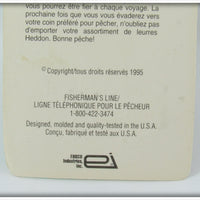 pouvez être fier à chaque voyage. La
prochaine fois que vous vous évaderez vers
votre coin préféré pour pêcher, n'oubliez pas
d'emporter votre assortiment de leurres
Heddon. Bonne pêche!
© Copyright/tous droits réservés 1995
FISHERMAN'S LINE/
LIGNE TÉLÉPHONIQUE POUR LE PÊCHEUR
1-800-422-3474
Designed, molded and quality-tested in the U.S.A.
Conçu, fabriqué et testé aux U.S.A.
EBSCO
Industries,
Inc.
ei